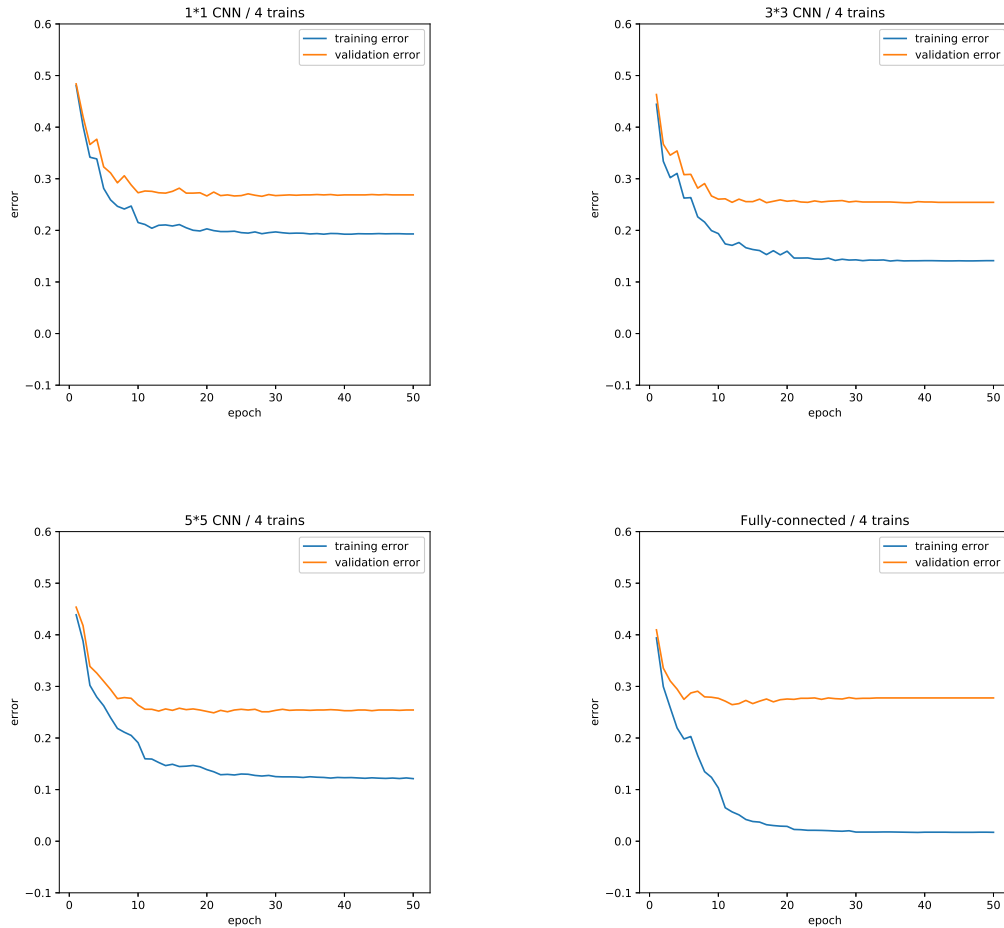 1*1 CNN / 4 trains
0.6
0.5
0.4
0.3
0.2
0.1
0.0
−0.1
error
training error
validation error
0 10 20 30 40 50
epoch
3*3 CNN / 4 trains
0.6
0.5
0.4
0.3
0.2
0.1
0.0
−0.1
error
training error
validation error
0 10 20 30 40 50
epoch
5*5 CNN / 4 trains
0.6
0.5
0.4
0.3
0.2
0.1
0.0
−0.1
error
training error
validation error
0 10 20 30 40 50
epoch
Fully-connected / 4 trains
0.6
0.5
0.4
0.3
0.2
0.1
0.0
−0.1
error
training error
validation error
0 10 20 30 40 50
epoch